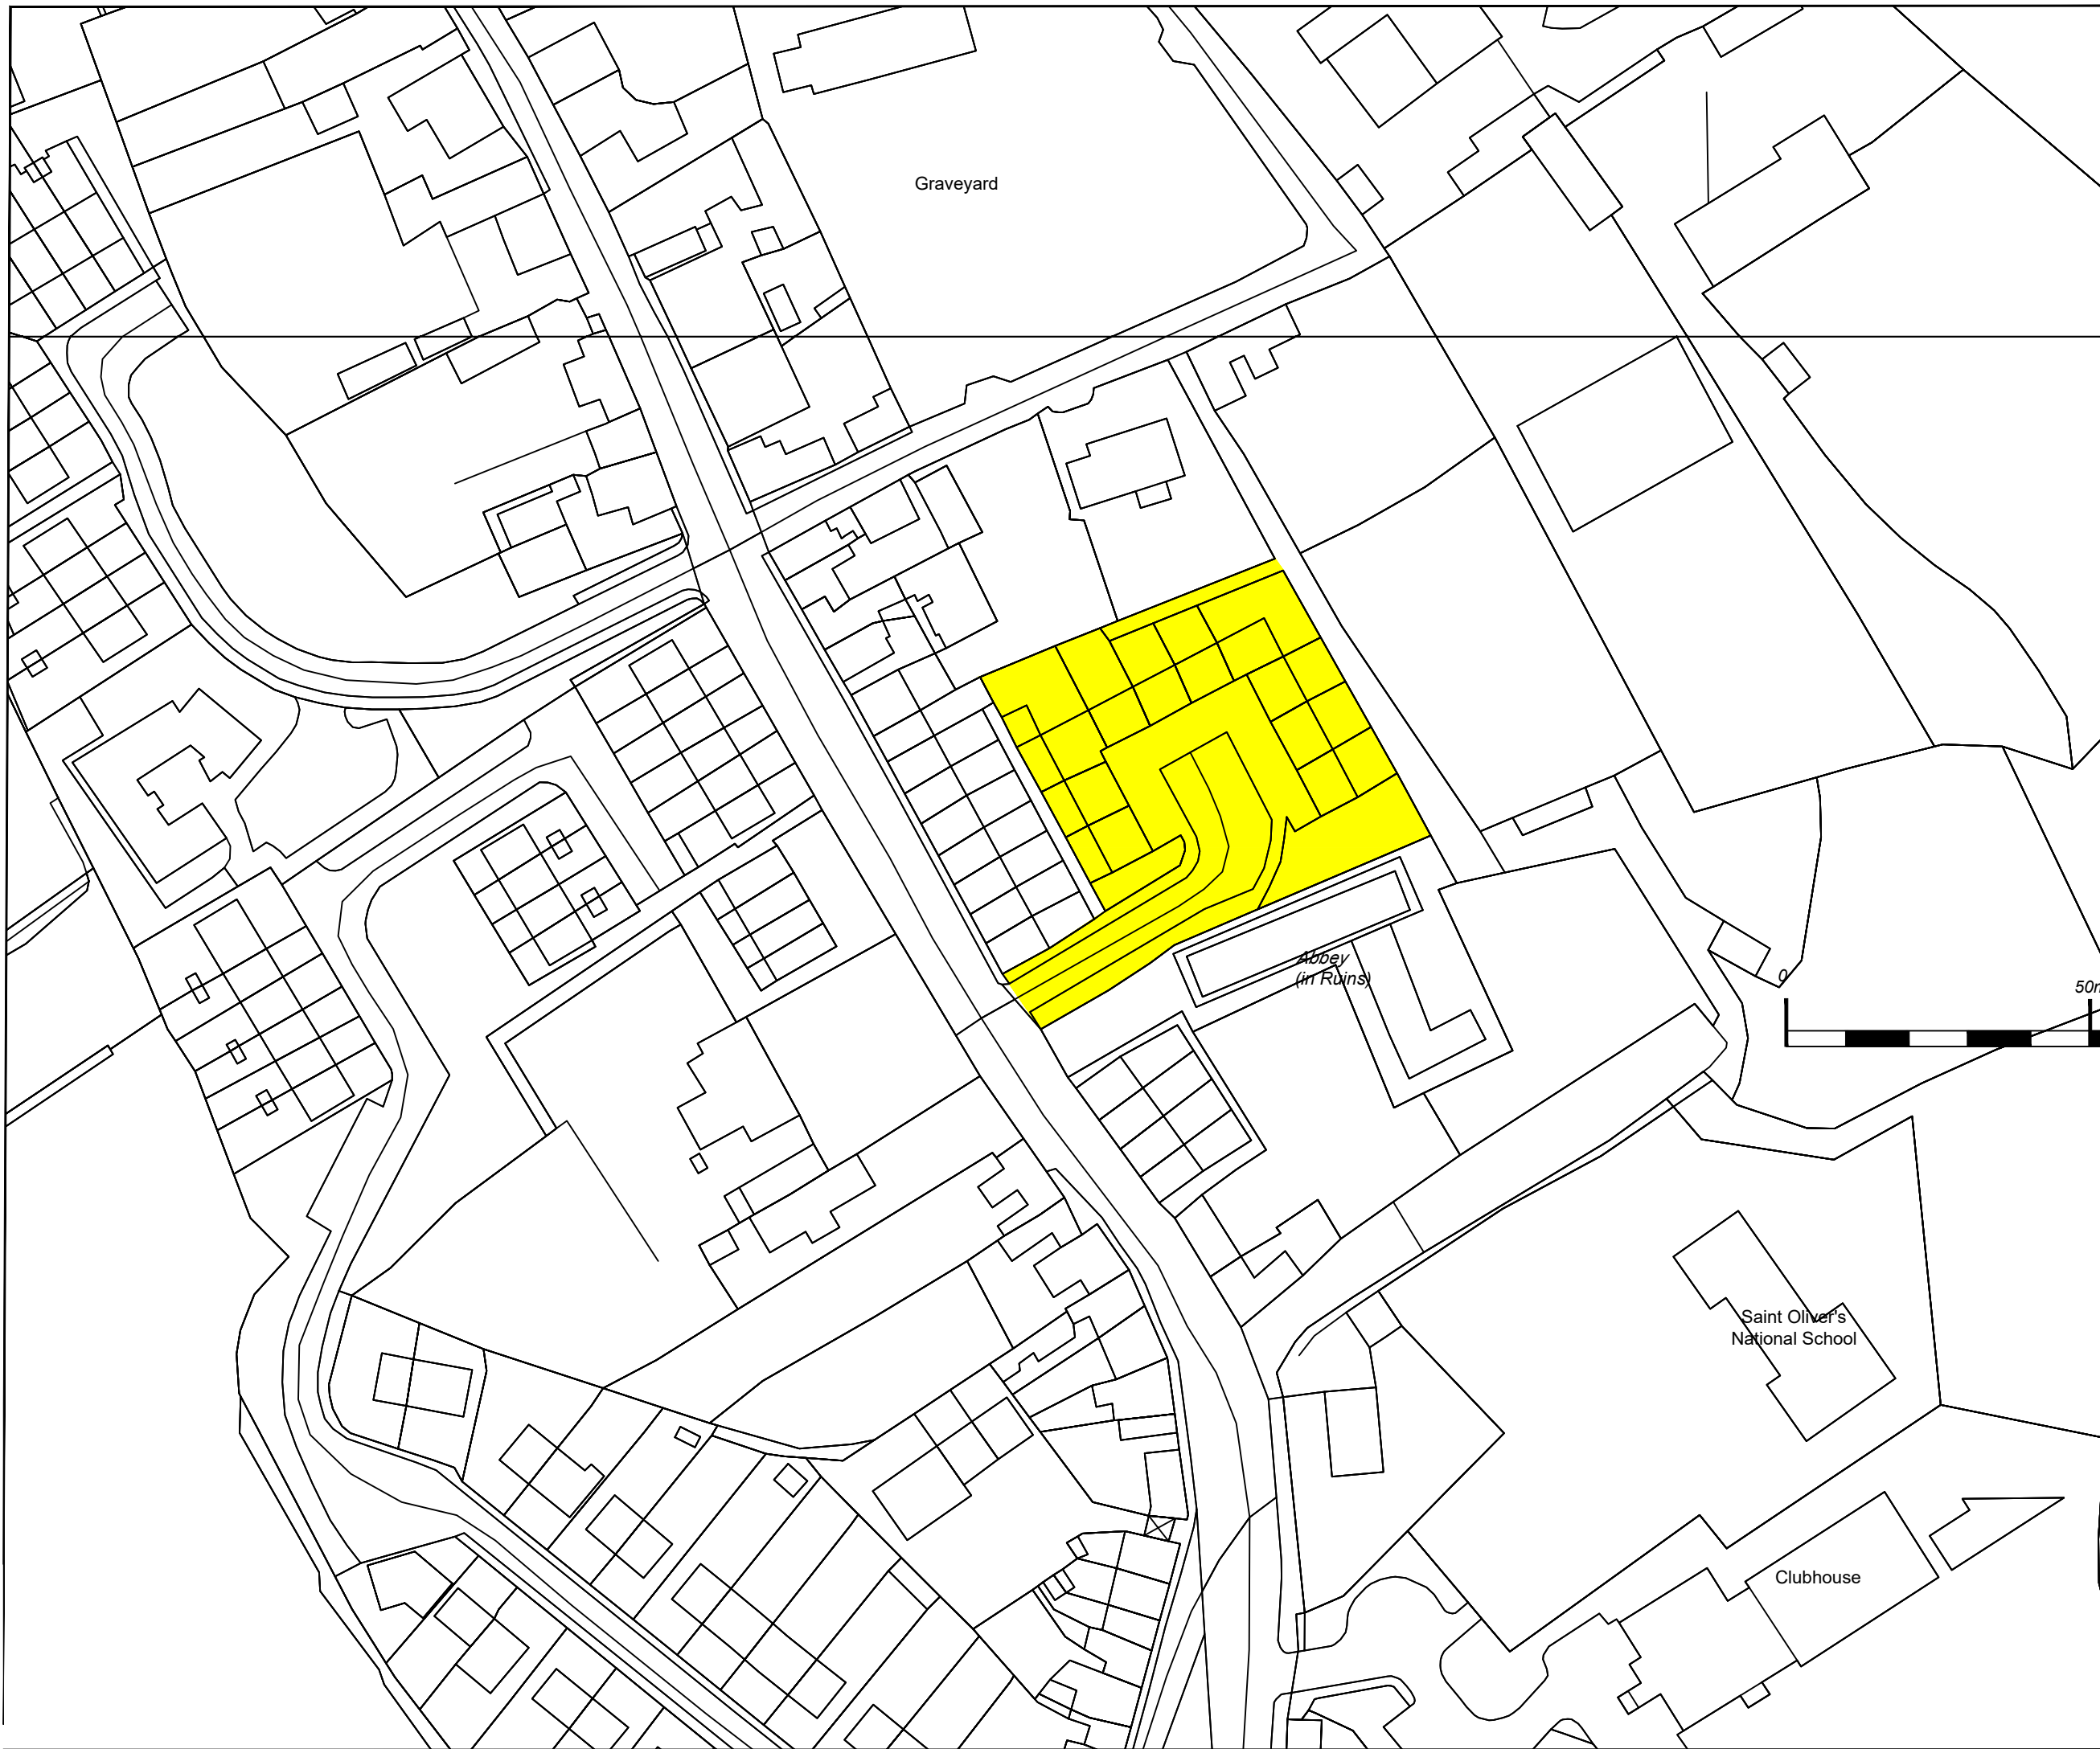 Graveyard
Abbey
(in Ruins)
0
Saint Oliver's
National School
Clubhouse